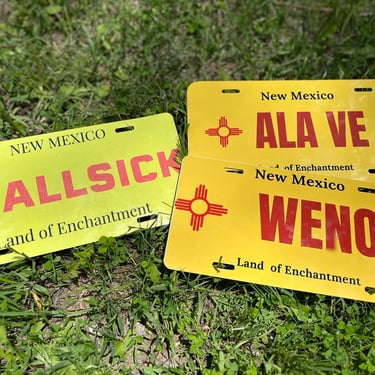 NEW MEXICO
ALLSICK
Land of Enchantment
New Mexico
ALA VE
Land of Enchantment
New Mexico
WENO
Land of Enchantment